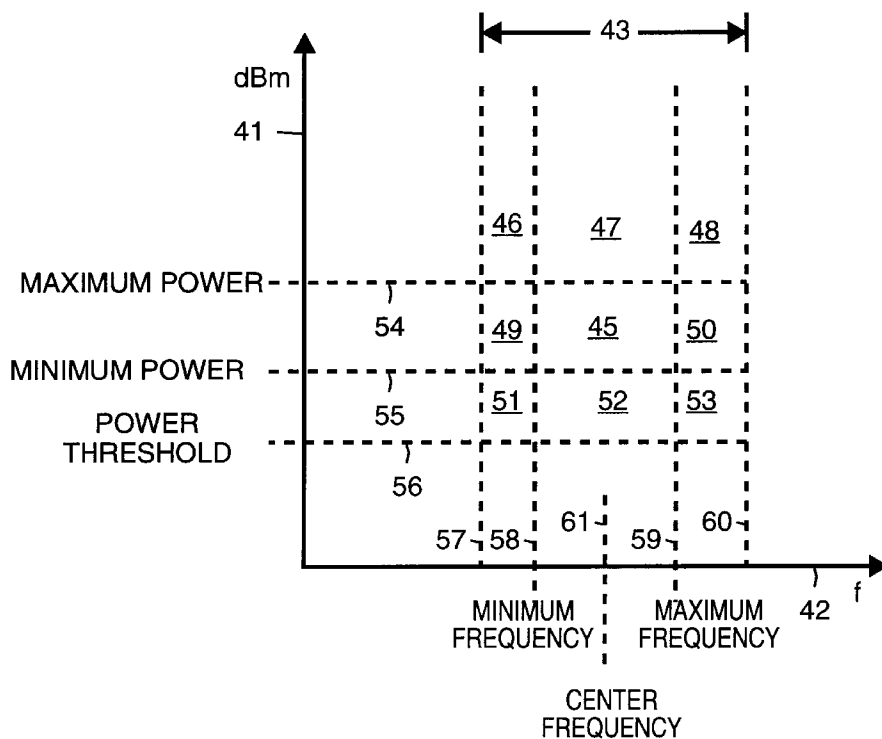 43
dBm
41
46 47 48
MAXIMUM POWER
54 49 45 50
MINIMUM POWER
55 51 52 53
POWER
THRESHOLD
56
57 58 61 59 60
f
42
MINIMUM
FREQUENCY
MAXIMUM
FREQUENCY
CENTER
FREQUENCY